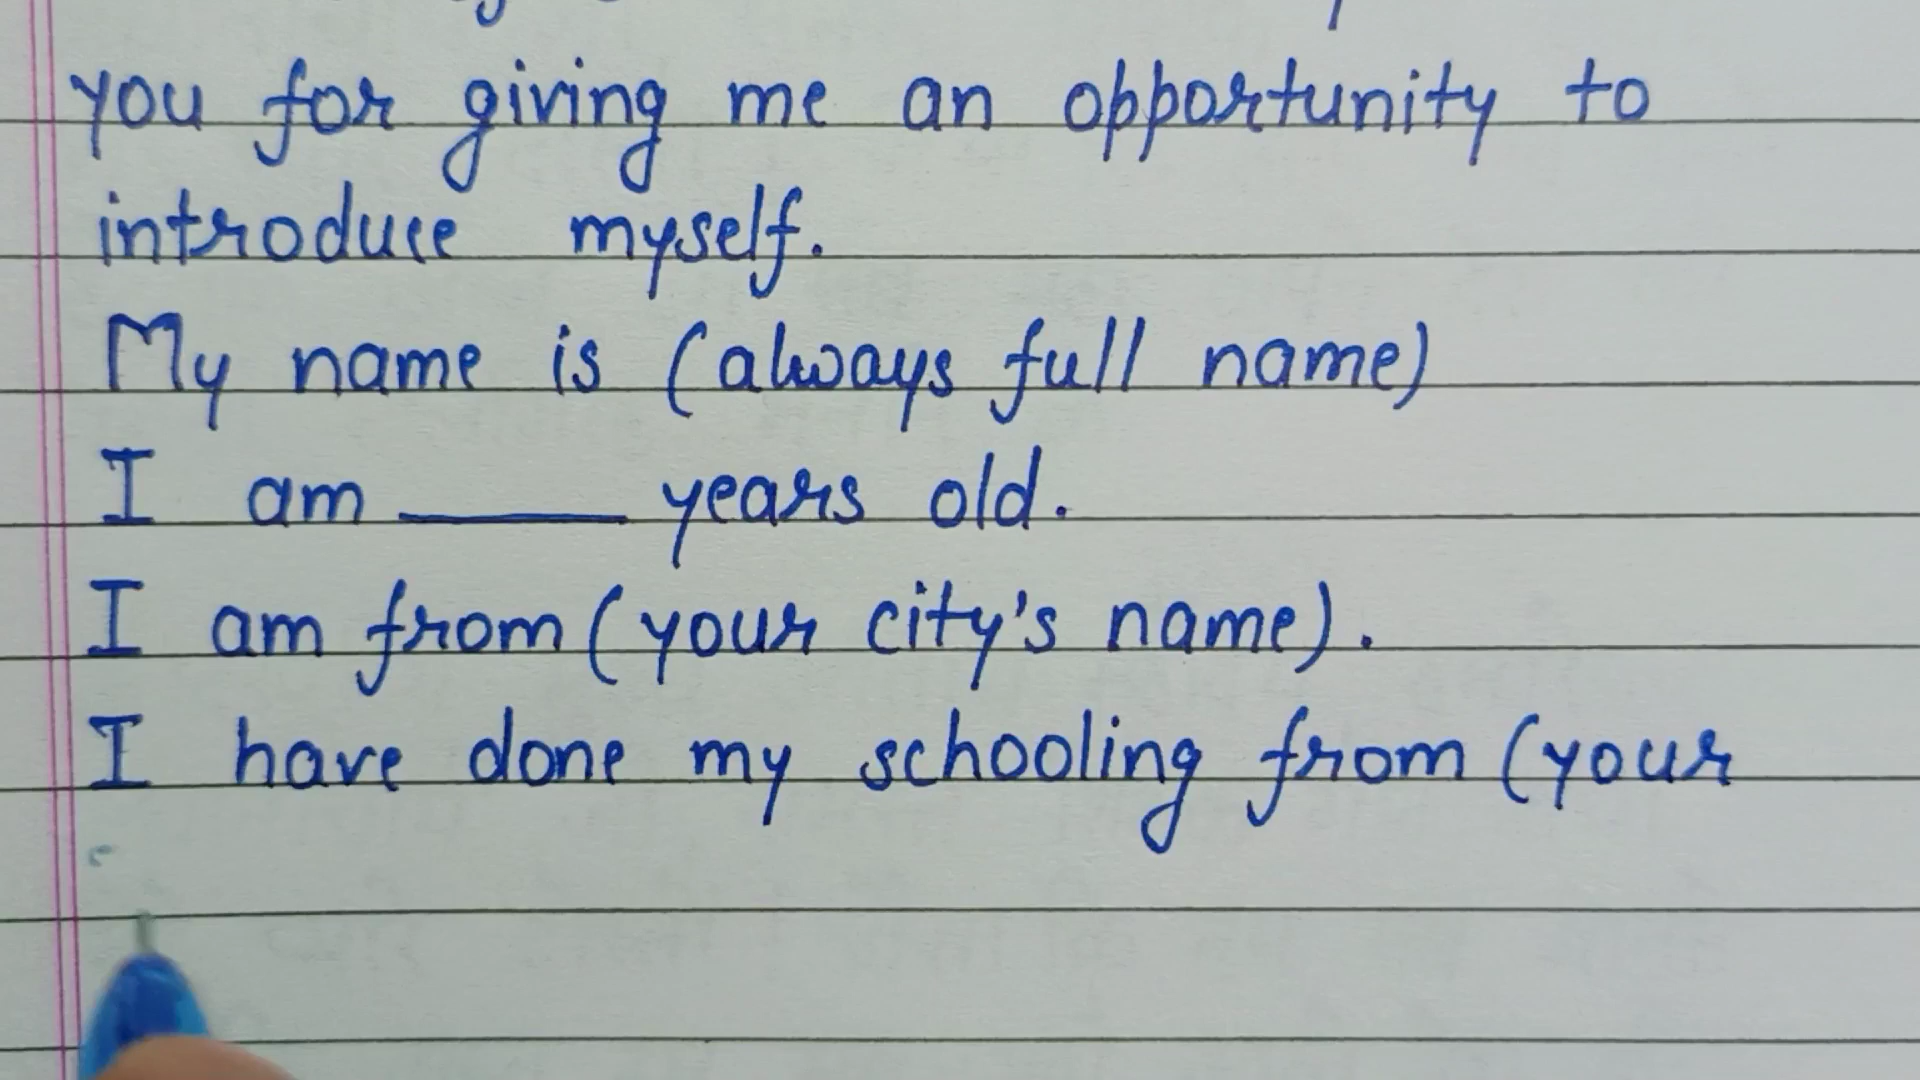 you for giving me an opportunity to
introduce myself.
My name is (always full name)
I am ______ years old.
I am from (your city's name).
I have done my schooling from (your